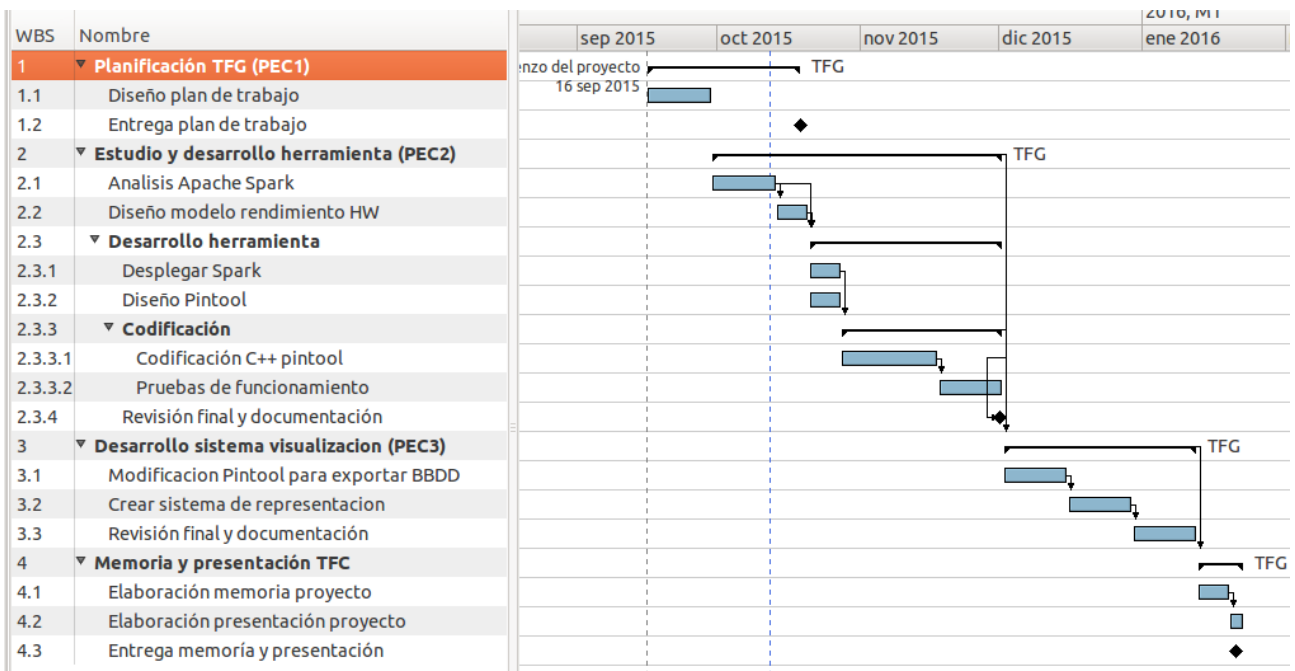 2016, M1
WBS Nombre sep 2015 oct 2015 nov 2015 dic 2015 ene 2016
1 Planificación TFG (PEC1) nzo del proyecto TFG
16 sep 2015
1.1 Diseño plan de trabajo
1.2 Entrega plan de trabajo
2 Estudio y desarrollo herramienta (PEC2) TFG
2.1 Analisis Apache Spark
2.2 Diseño modelo rendimiento HW
2.3 Desarrollo herramienta
2.3.1 Desplegar Spark
2.3.2 Diseño Pintool
2.3.3 Codificación
2.3.3.1 Codificación C++ pintool
2.3.3.2 Pruebas de funcionamiento
2.3.4 Revisión final y documentación
3 Desarrollo sistema visualizacion (PEC3) TFG
3.1 Modificacion Pintool para exportar BBDD
3.2 Crear sistema de representacion
3.3 Revisión final y documentación
4 Memoria y presentación TFC TFG
4.1 Elaboración memoria proyecto
4.2 Elaboración presentación proyecto
4.3 Entrega memoría y presentación